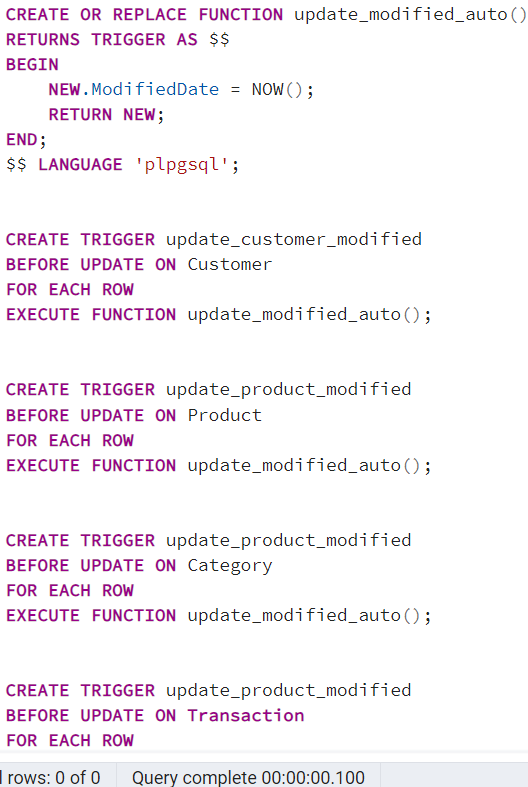 CREATE OR REPLACE FUNCTION update_modified_auto()
RETURNS TRIGGER AS $$
BEGIN
    NEW.ModifiedDate = NOW();
    RETURN NEW;
END;
$$ LANGUAGE 'plpgsql';
CREATE TRIGGER update_customer_modified
BEFORE UPDATE ON Customer
FOR EACH ROW
EXECUTE FUNCTION update_modified_auto();
CREATE TRIGGER update_product_modified
BEFORE UPDATE ON Product
FOR EACH ROW
EXECUTE FUNCTION update_modified_auto();
CREATE TRIGGER update_product_modified
BEFORE UPDATE ON Category
FOR EACH ROW
EXECUTE FUNCTION update_modified_auto();
CREATE TRIGGER update_product_modified
BEFORE UPDATE ON Transaction
FOR EACH ROW
rows: 0 of 0 Query complete 00:00:00.100